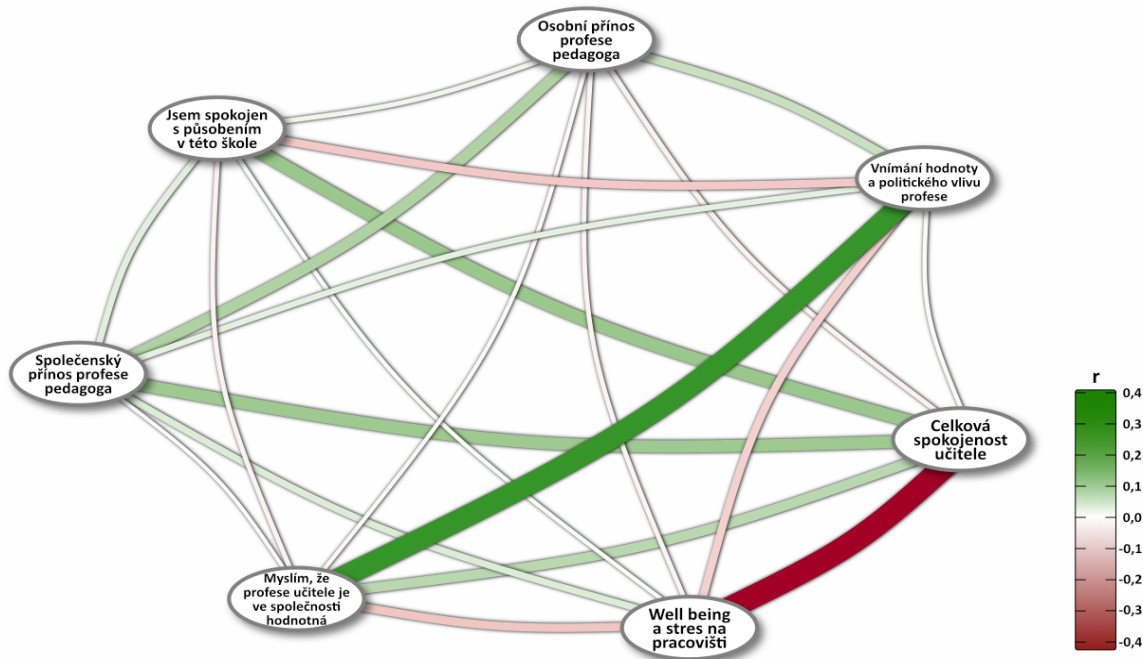 Osobní přínos
profese
pedagoga
Jsem spokojen
s působením
v této škole
Vnímání hodnoty
a politického vlivu
profese
Společenský
přínos profese
pedagoga
Celková
spokojenost
učitele
Myslím, že
profese učitele je
ve společnosti
hodnotná
Well being
a stres na
pracovišti
r
0,4
0,3
0,2
0,1
0,0
-0,1
-0,2
-0,3
-0,4